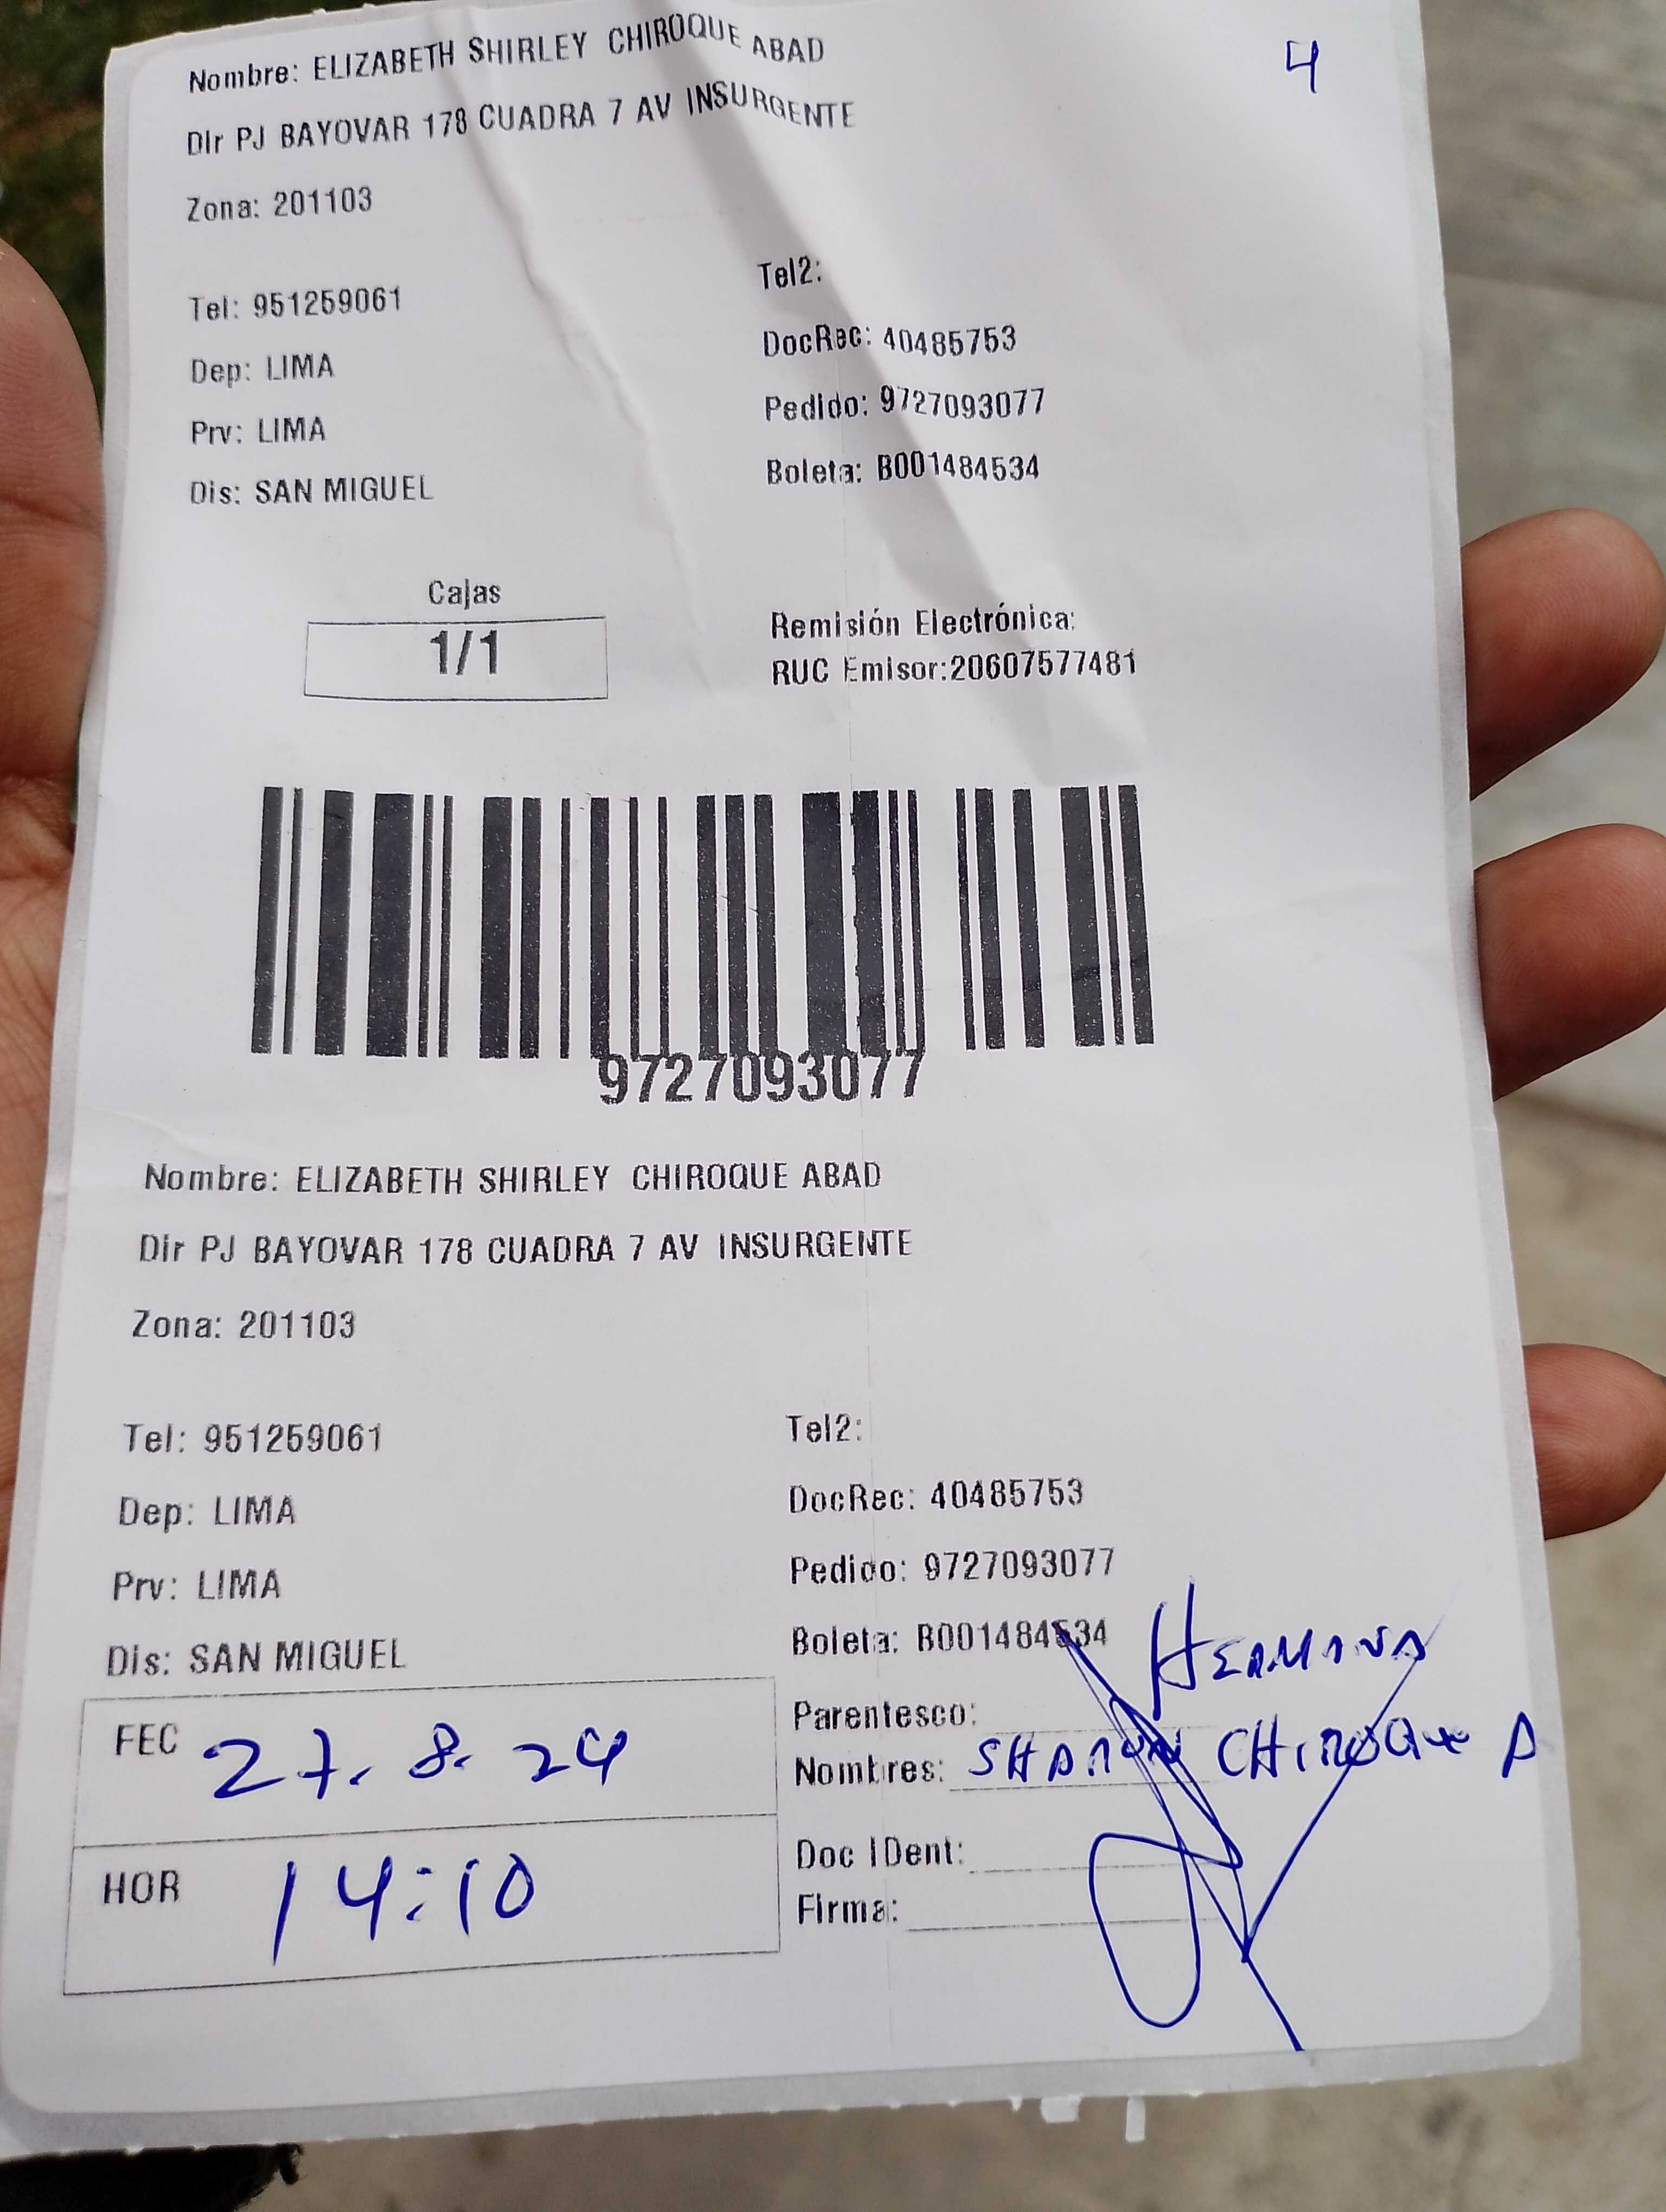 Nombre: ELIZABETH SHIRLEY CHIROQUE ABAD
4
Dir PJ BAYOVAR 178 CUADRA 7 AV INSURGENTE
Zona: 201103
Tel: 951259061
Tel2:
Dep: LIMA
DocRec: 40485753
Prv: LIMA
Pedido: 9727093077
Dis: SAN MIGUEL
Boleta: B001484534
Cajas
1/1
Remisión Electrónica:
RUC Emisor:20607577481
9727093077
Nombre: ELIZABETH SHIRLEY CHIROQUE ABAD
Dir PJ BAYOVAR 178 CUADRA 7 AV INSURGENTE
Zona: 201103
Tel: 951259061
Tel2:
Dep: LIMA
DocRec: 40485753
Prv: LIMA
Pedido: 9727093077
Dis: SAN MIGUEL
Boleta: B001484534
HERMANA
FEC 27.8.24
Parentesco:
Nombres: SHARON CHIROQUE A
HOR 14:10
Doc IDent:
Firma: